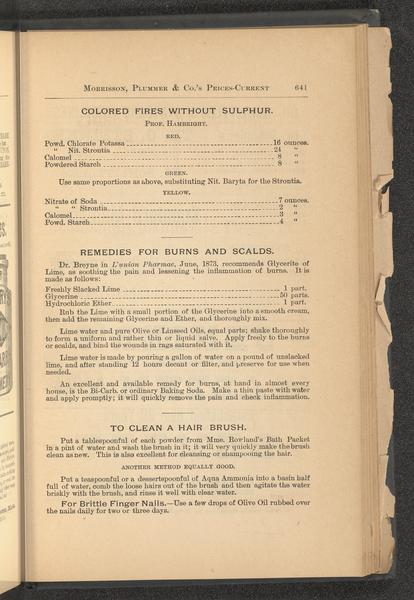 Morrisson, Plummer & Co.'s Prices-Current 641
COLORED FIRES WITHOUT SULPHUR.
Prof. Hambright.
RED.
Powd. Chlorate Potassa 16 ounces.
" Nit. Strontia 24 "
Calomel 8 "
Powdered Starch 8 "
GREEN.
Use same proportions as above, substituting Nit. Baryta for the Strontia.
YELLOW.
Nitrate of Soda 7 ounces.
" " Strontia 2 "
Calomel 3 "
Powd. Starch 4 "
REMEDIES FOR BURNS AND SCALDS.
Dr. Breyne in L'union Pharmac, June, 1873, recommends Glycerite of
Lime, as soothing the pain and lessening the inflamation of burns. It is
made as follows:
Freshly Slacked Lime 1 part.
Glycerine 50 parts.
Hydrochloric Ether 1 part.
Rub the Lime with a small portion of the Glycerine into a smooth cream,
then add the remaining Glycerine and Ether, and thoroughly mix.
Lime water and pure Olive or Linseed Oils, equal parts; shake thoroughly
to form a uniform and rather thin or liquid salve. Apply freely to the burns
or scalds, and bind the wounds in rags saturated with it.
Lime water is made by pouring a gallon of water on a pound of unslacked
lime, and after standing 12 hours decant or filter, and preserve for use when
needed.
An excellent and available remedy for burns, at hand in almost every
house, is the Bi-Carb. or ordinary Baking Soda. Make a thin paste with water
and apply promptly; it will quickly remove the pain and check inflamation.
TO CLEAN A HAIR BRUSH.
Put a tablespoonful of each powder from Mme. Rowland's Bath Packet
in a pint of water and wash the brush in it; it will very quickly make the brush
clean as new. This is also excellent for cleansing or shampooing the hair.
ANOTHER METHOD EQUALLY GOOD.
Put a teaspoonful or a dessertspoonful of Aqua Ammonia into a basin half
full of water, comb the loose hairs out of the brush and then agitate the water
briskly with the brush, and rinse it well with clear water.
For Brittle Finger Nails.—Use a few drops of Olive Oil rubbed over
the nails daily for two or three days.